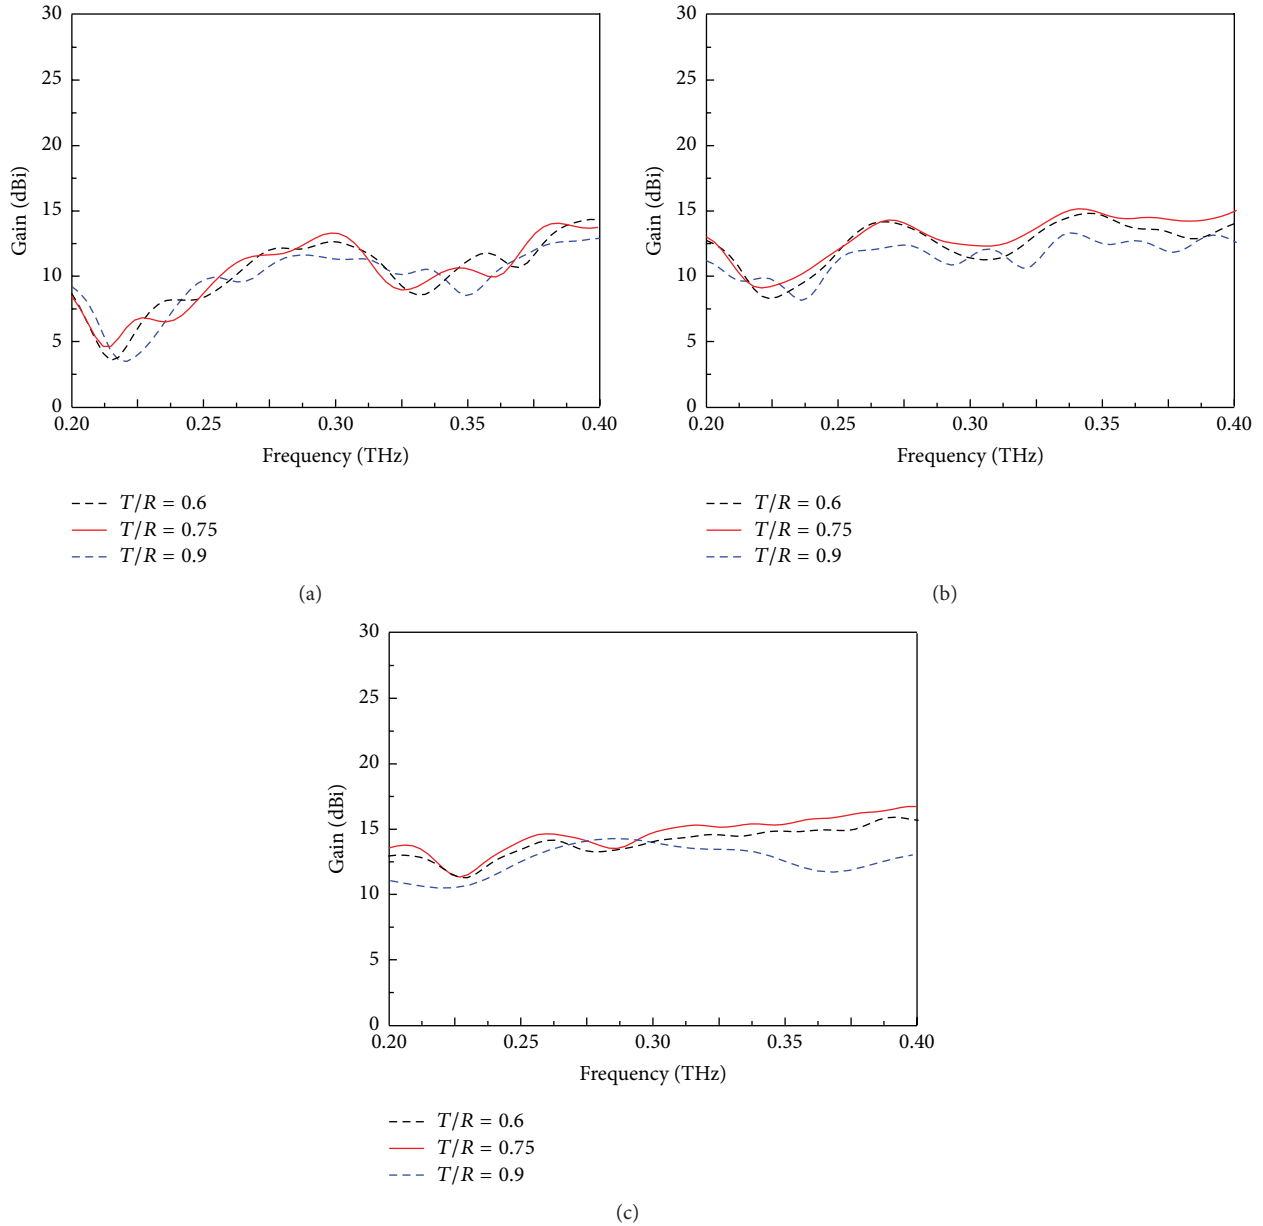 30
25
20
15
10
5
0
Gain (dBi)
0.20 0.25 0.30 0.35 0.40
Frequency (THz)
T/R = 0.6
T/R = 0.75
T/R = 0.9
(a)
30
25
20
15
10
5
0
Gain (dBi)
0.20 0.25 0.30 0.35 0.40
Frequency (THz)
T/R = 0.6
T/R = 0.75
T/R = 0.9
(b)
30
25
20
15
10
5
0
Gain (dBi)
0.20 0.25 0.30 0.35 0.40
Frequency (THz)
T/R = 0.6
T/R = 0.75
T/R = 0.9
(c)